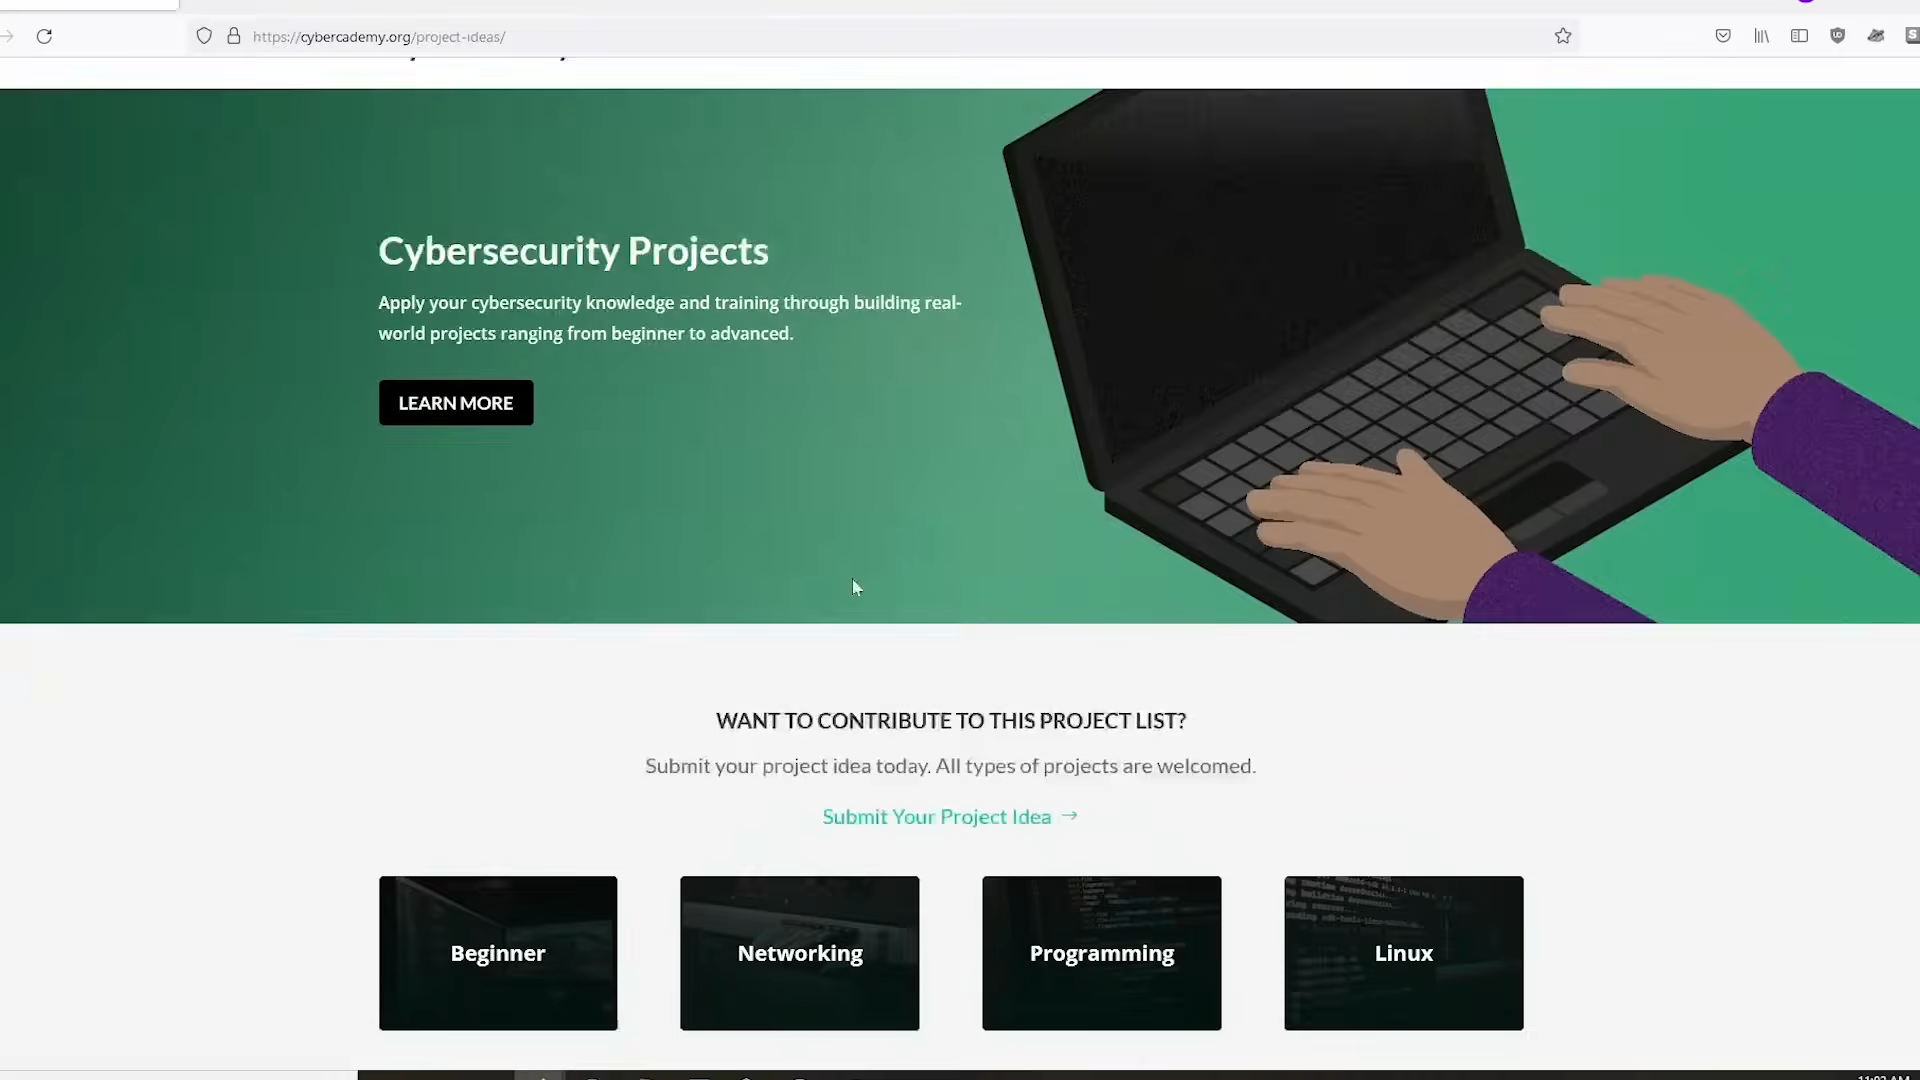 https://cybercademy.org/project-ideas/
Cybersecurity Projects
Apply your cybersecurity knowledge and training through building real-
world projects ranging from beginner to advanced.
LEARN MORE
WANT TO CONTRIBUTE TO THIS PROJECT LIST?
Submit your project idea today. All types of projects are welcomed.
Submit Your Project Idea →
Beginner
Networking
Programming
Linux